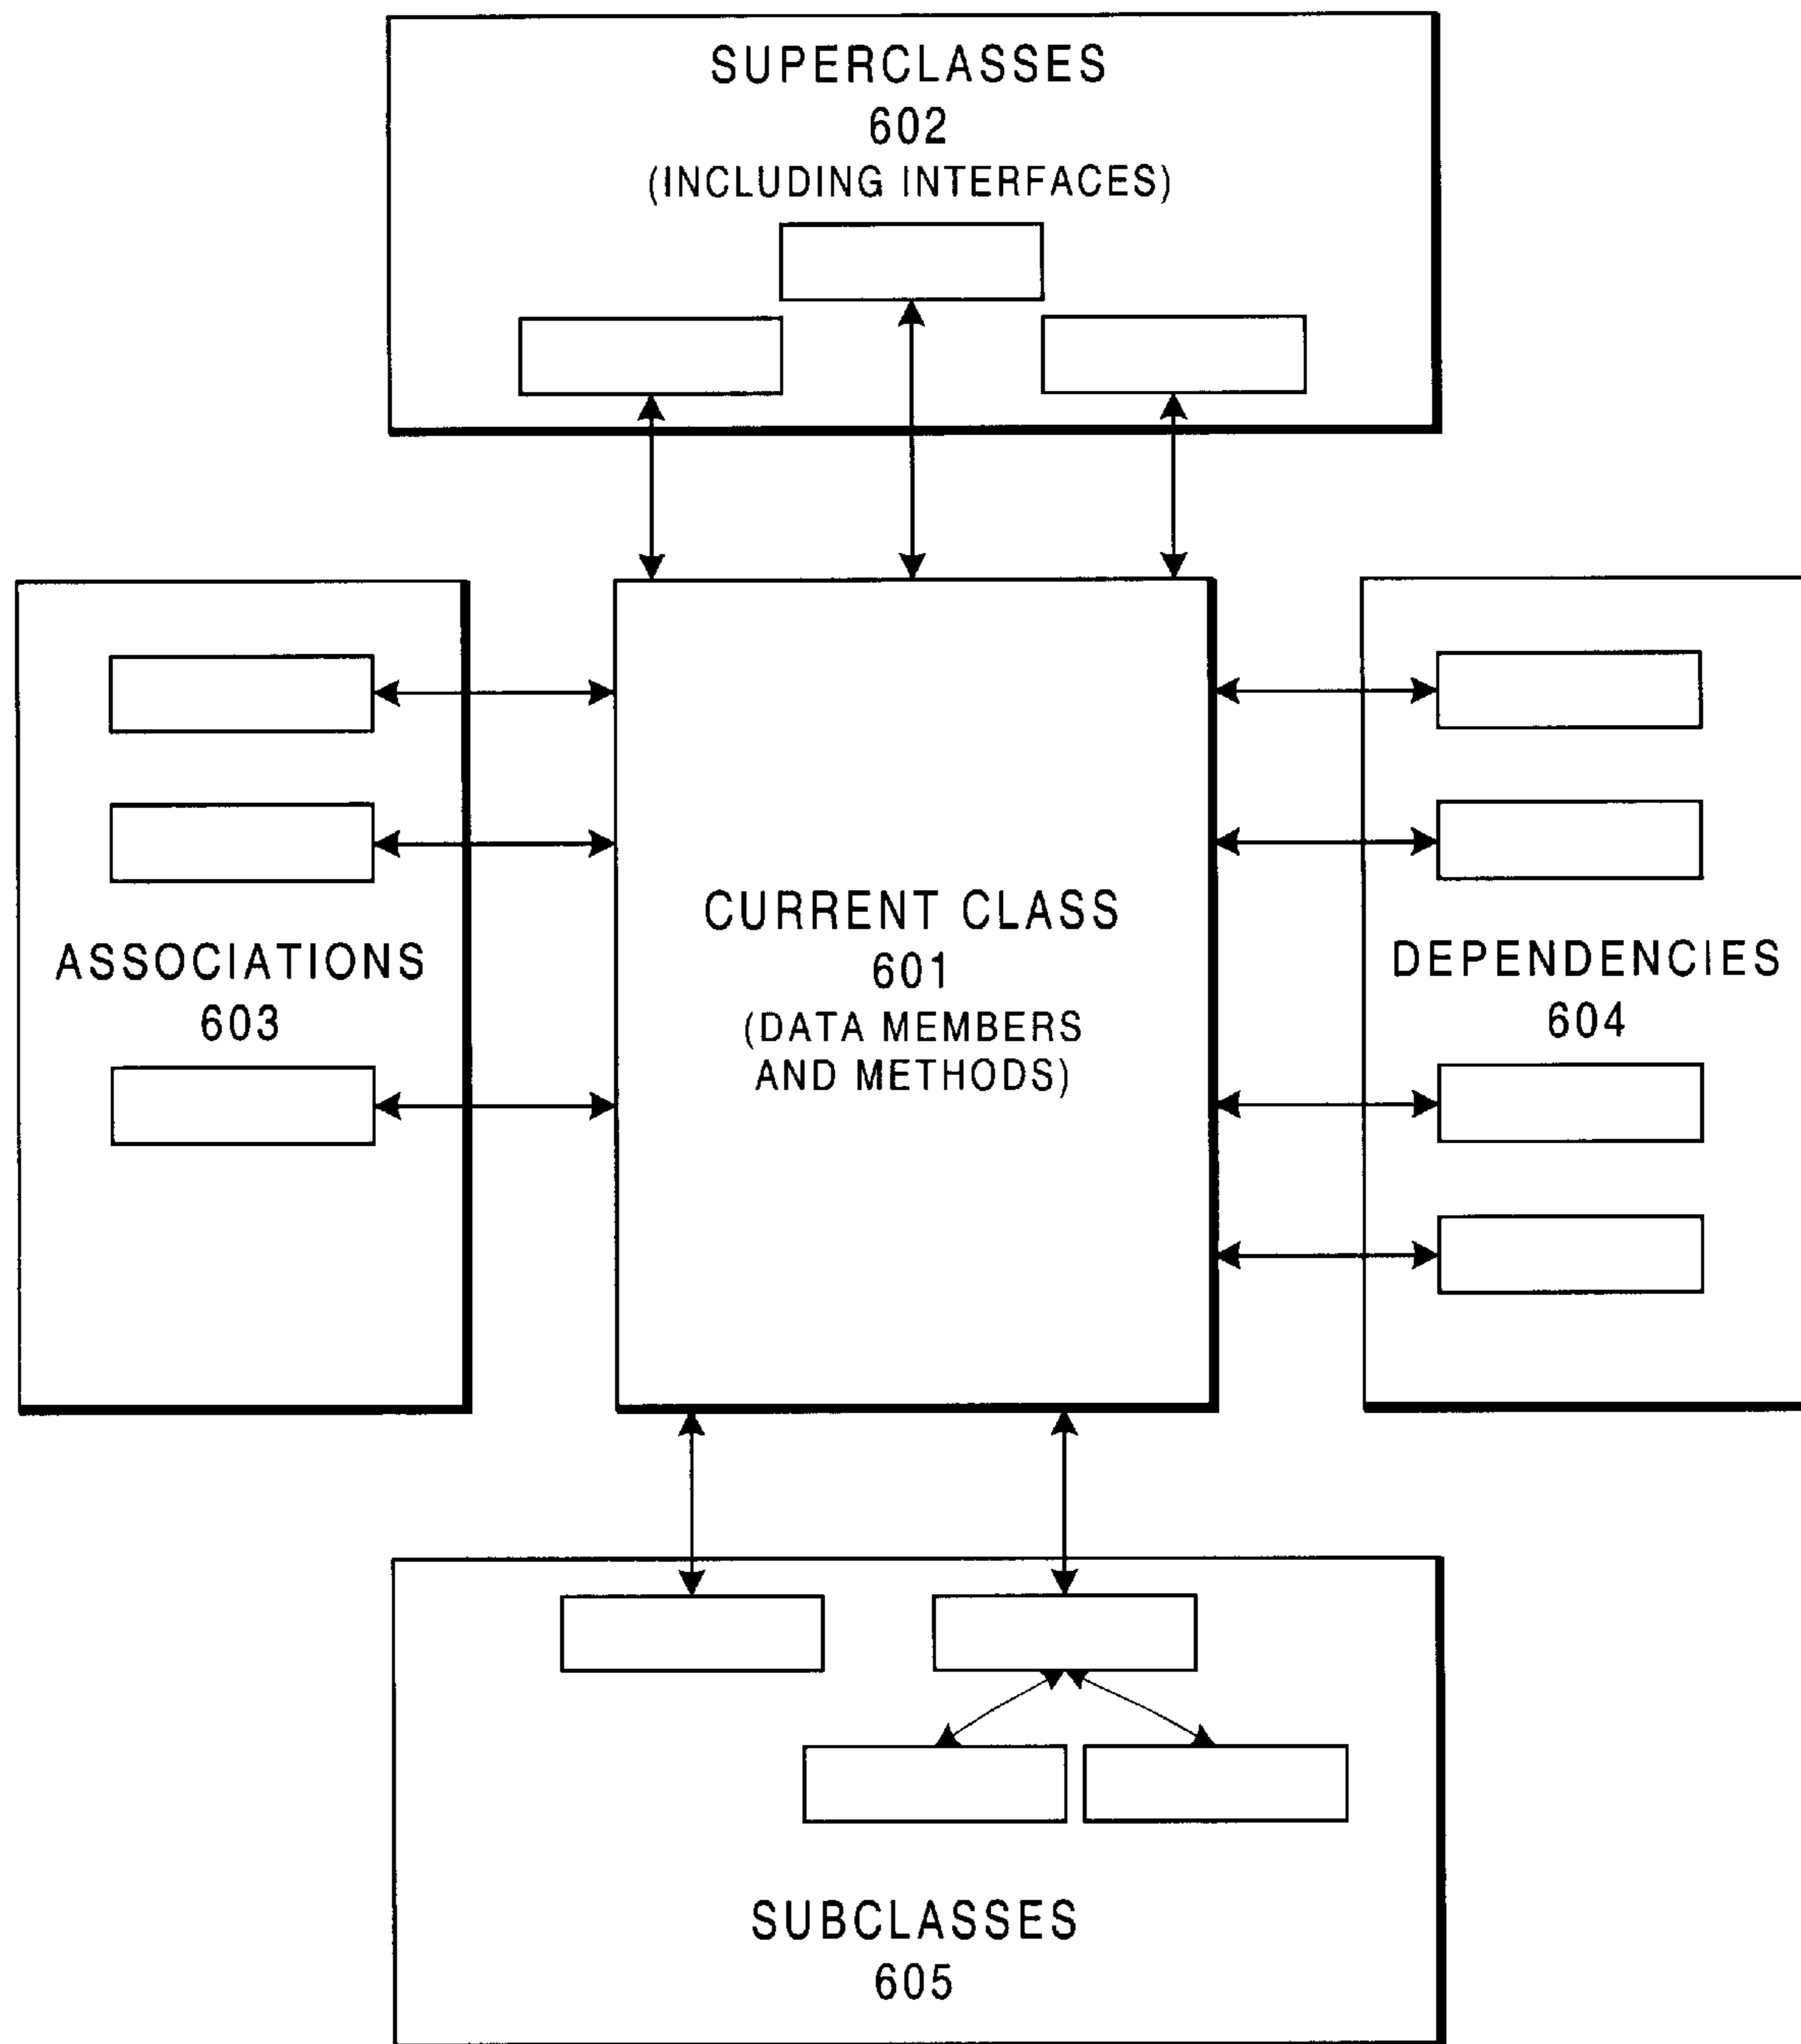 SUPERCLASSES
602
(INCLUDING INTERFACES)
ASSOCIATIONS
603
CURRENT CLASS
601
(DATA MEMBERS
AND METHODS)
DEPENDENCIES
604
SUBCLASSES
605